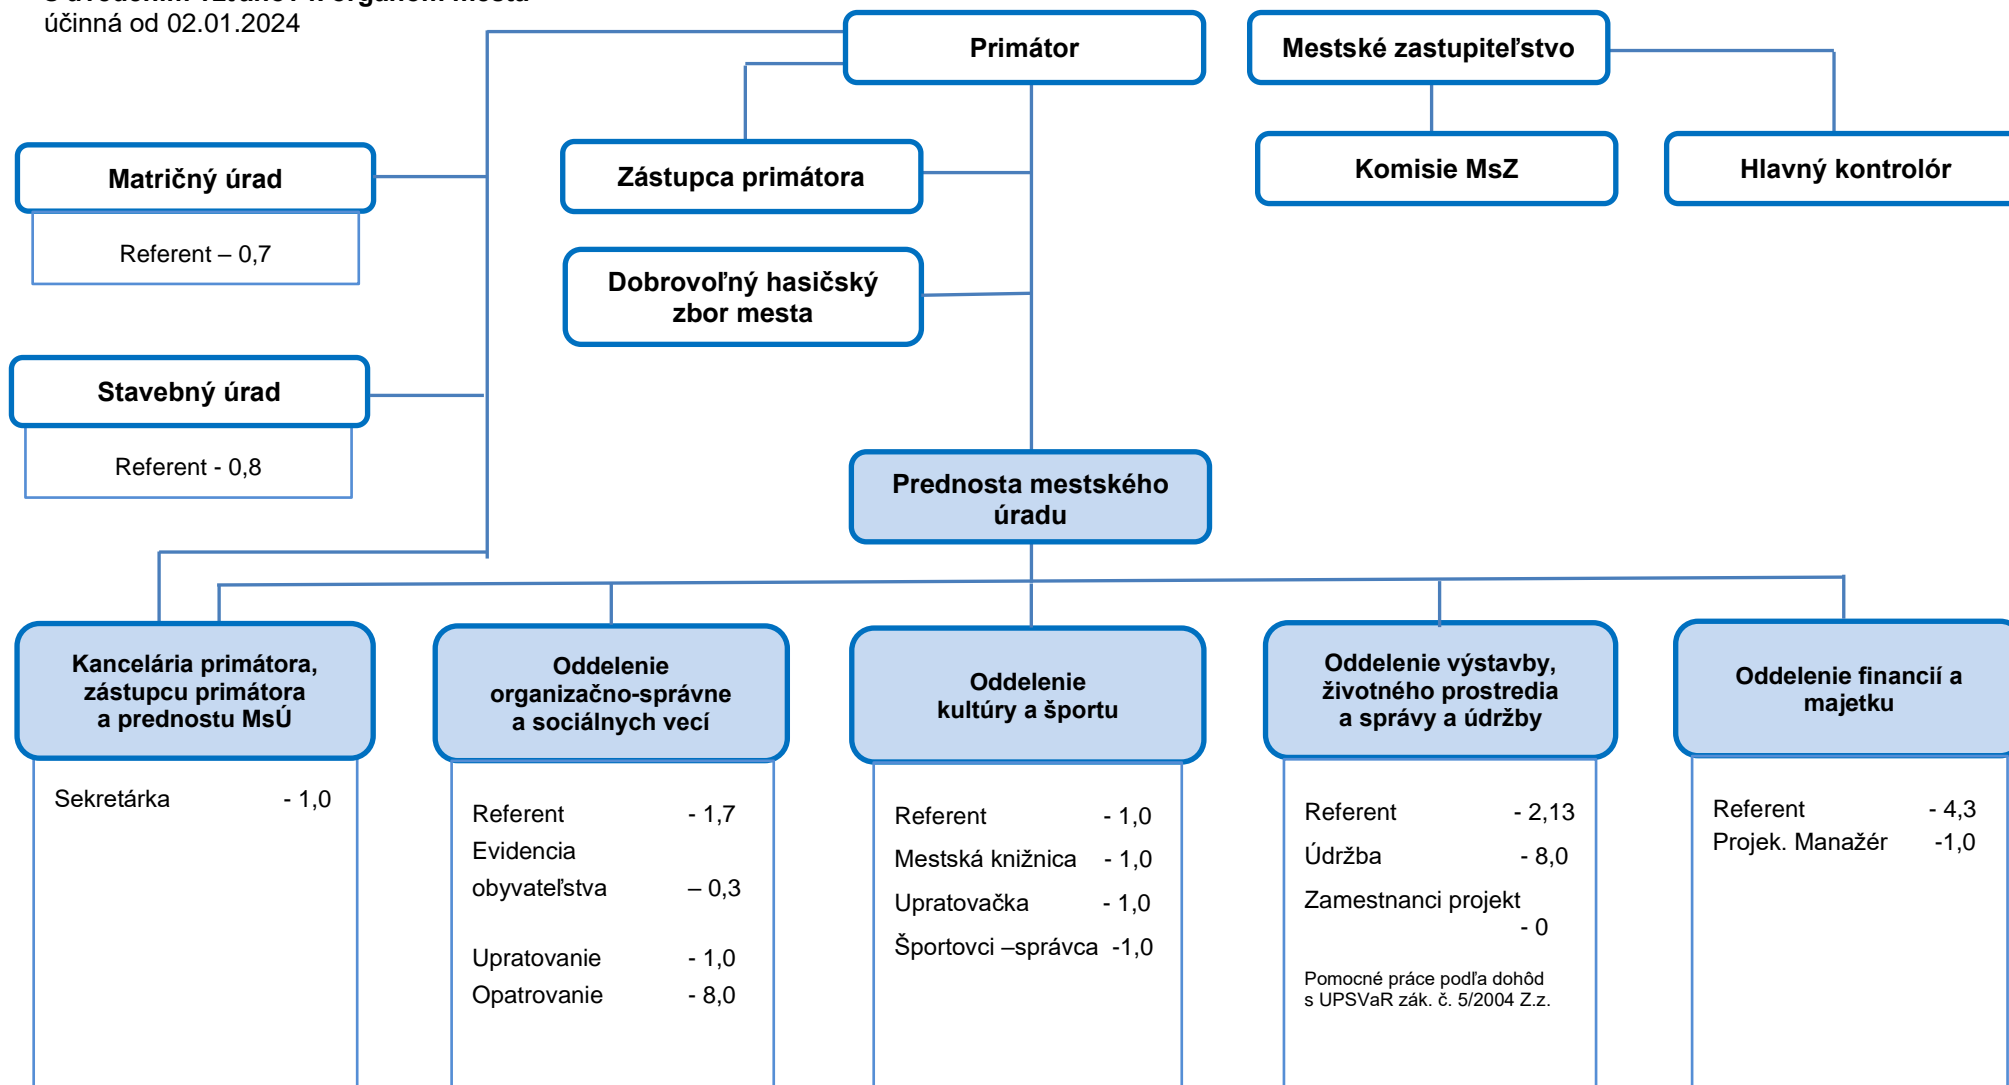 účinná od 02.01.2024
Primátor
Mestské zastupiteľstvo
Matričný úrad
Referent – 0,7
Zástupca primátora
Komisie MsZ
Hlavný kontrolór
Dobrovoľný hasičský
zbor mesta
Stavebný úrad
Referent - 0,8
Prednosta mestského
úradu
Kancelária primátora,
zástupcu primátora
a prednostu MsÚ
Sekretárka - 1,0
Oddelenie
organizačno-správne
a sociálnych vecí
Referent - 1,7
Evidencia
obyvateľstva – 0,3
Upratovanie - 1,0
Opatrovanie - 8,0
Oddelenie
kultúry a športu
Referent - 1,0
Mestská knižnica - 1,0
Upratovačka - 1,0
Športovci –správca -1,0
Oddelenie výstavby,
životného prostredia
a správy a údržby
Referent - 2,13
Údržba - 8,0
Zamestnanci projekt
- 0
Pomocné práce podľa dohôd
s UPSVaR zák. č. 5/2004 Z.z.
Oddelenie financií a
majetku
Referent - 4,3
Projek. Manažér -1,0